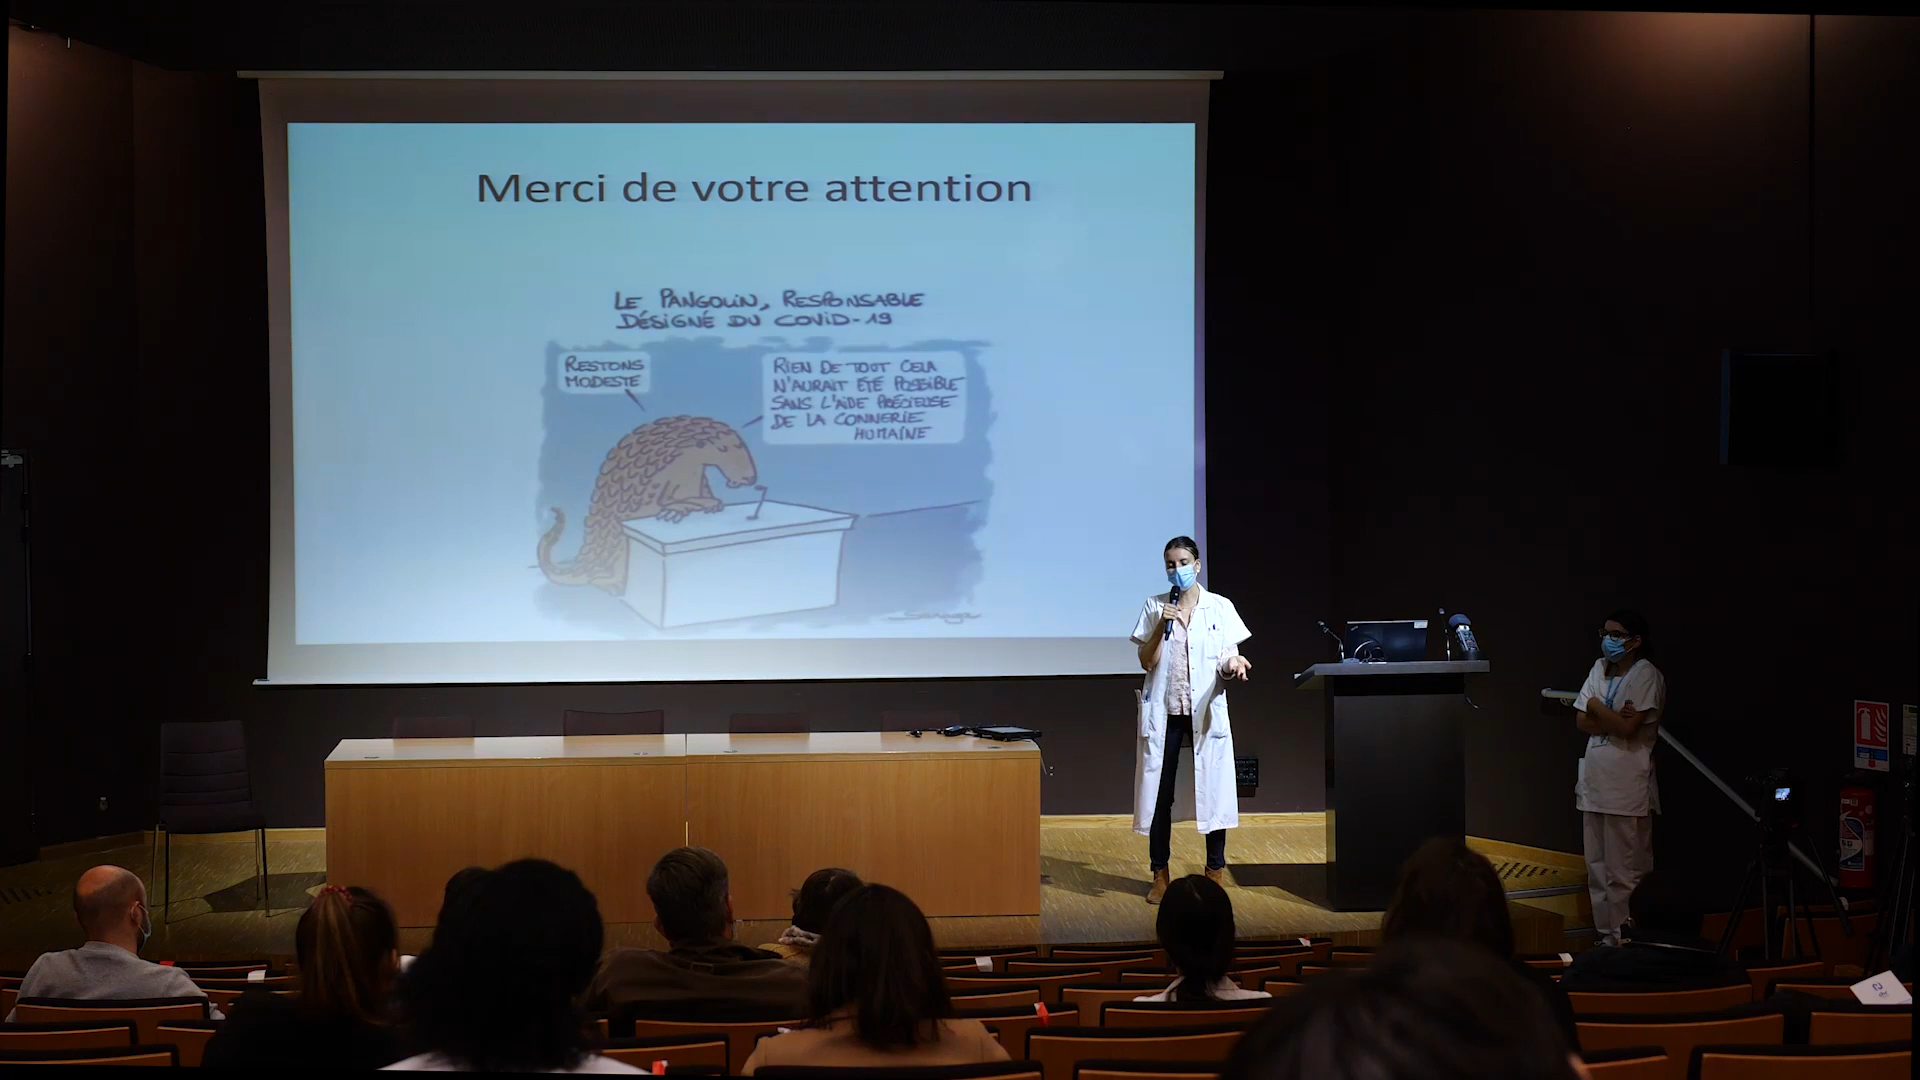 Merci de votre attention
LE PANGOLIN, RESPONSABLE
DÉSIGNÉ DU COVID-19
RESTONS
MODESTE
RIEN DE TOUT CELA
N'AURAIT ÉTÉ POSSIBLE
SANS L'AIDE PRÉCIEUSE
DE LA CONNERIE
HUMAINE